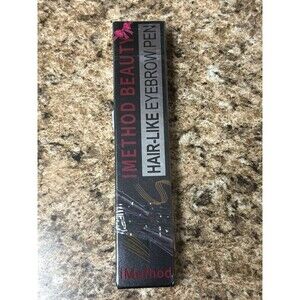 IMETHOD BEAUTY
HAIR-LIKE EYEBROW PEN
iMethod